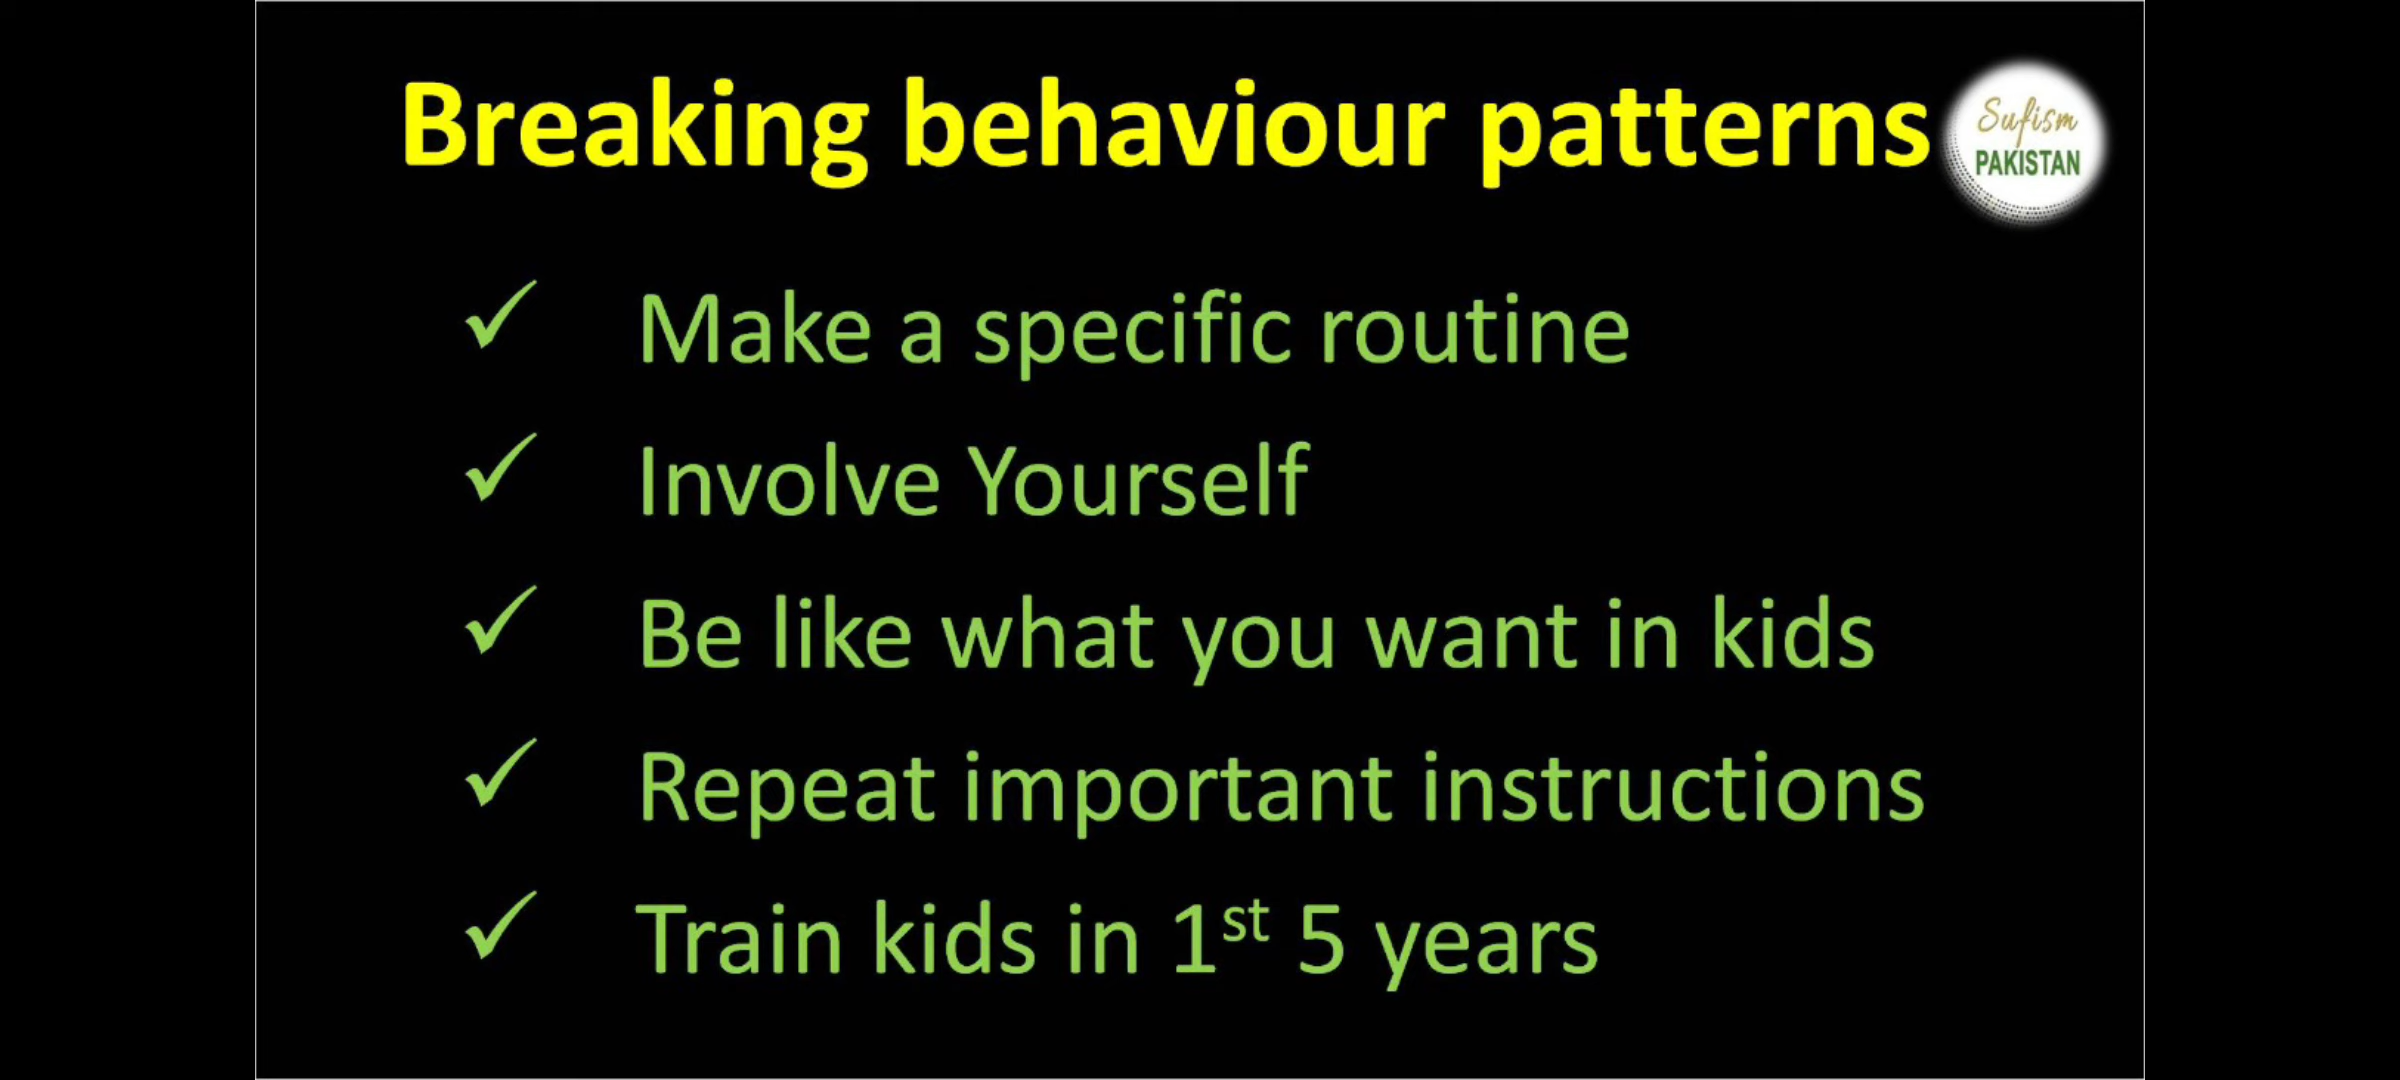 Breaking behaviour patterns
Sufism
PAKISTAN
✓ Make a specific routine
✓ Involve Yourself
✓ Be like what you want in kids
✓ Repeat important instructions
✓ Train kids in 1st 5 years